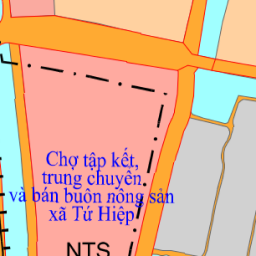 Chợ tập kết,
trung chuyển
và bán buôn nông sản
xã Tứ Hiệp
NTS